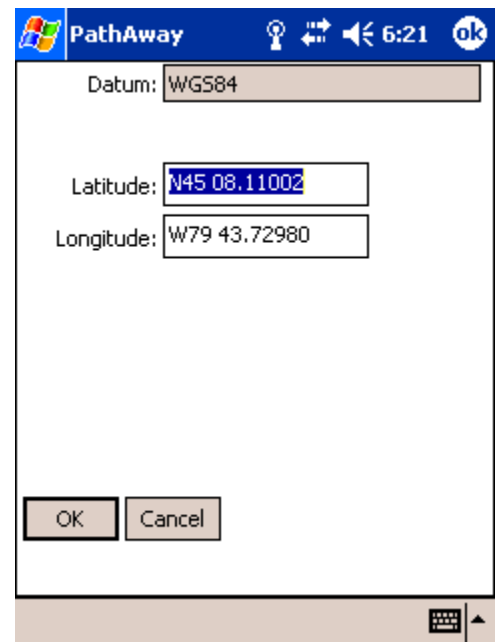 PathAway 6:21 ok
Datum: WGS84
Latitude: N45 08.11002
Longitude: W79 43.72980
OK Cancel